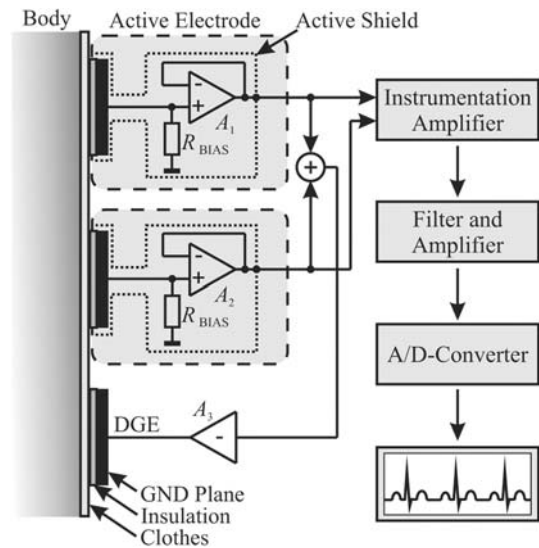 Body
Active Electrode
Active Shield
-
+
A1
RBIAS
Instrumentation
Amplifier
+
Filter and
Amplifier
-
+
A2
RBIAS
A/D-Converter
DGE
A3
-
GND Plane
Insulation
Clothes